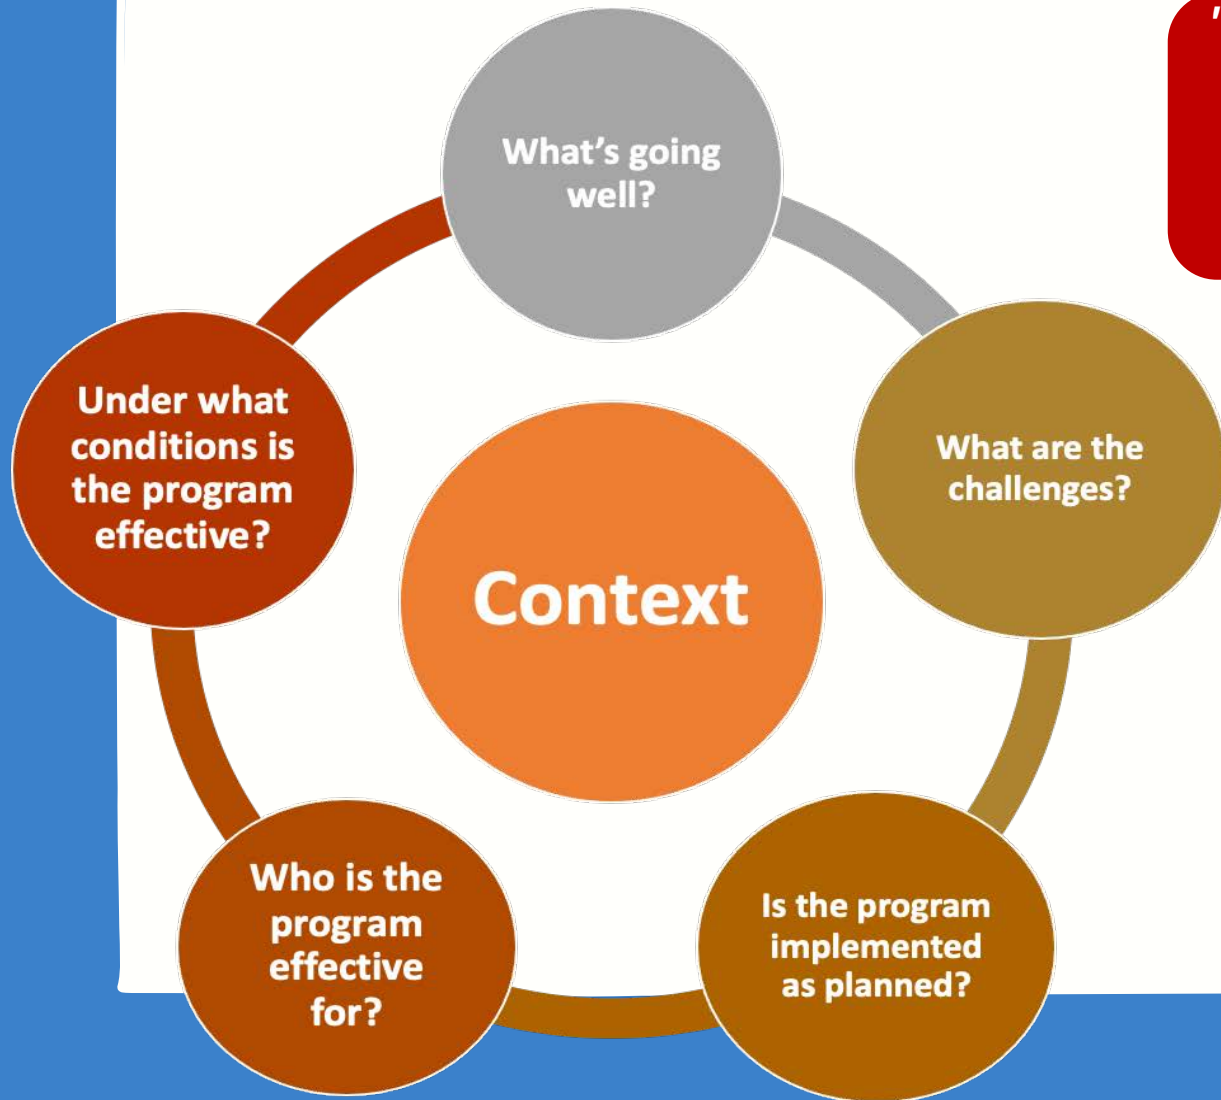 What’s going
well?
What are the
challenges?
Is the program
implemented
as planned?
Who is the
program
effective
for?
Under what
conditions is
the program
effective?
Context